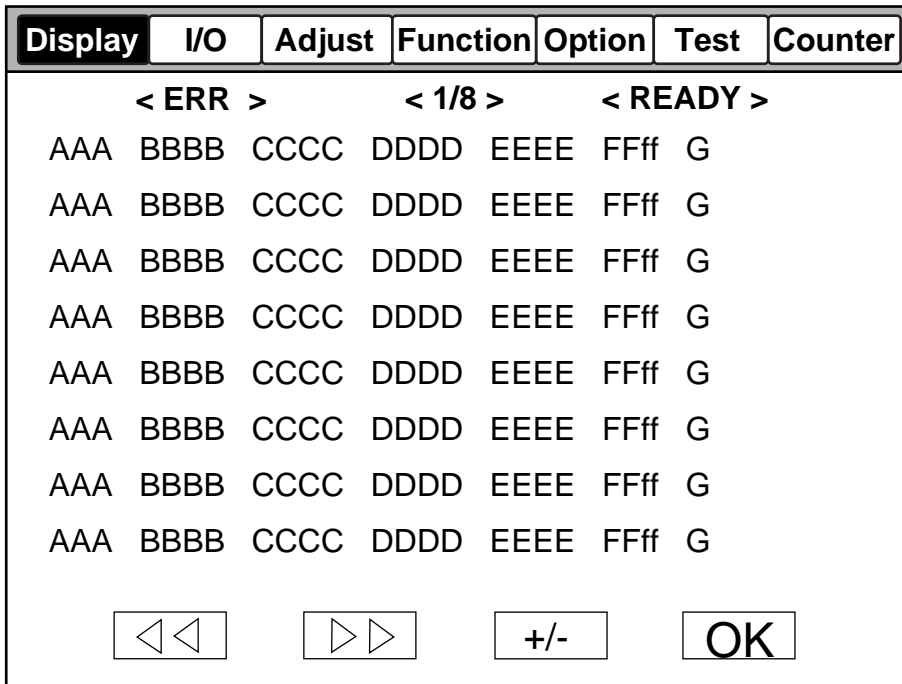 Display I/O Adjust Function Option Test Counter
< ERR > < 1/8 > < READY >
AAA BBBB CCCC DDDD EEEE FFff G
AAA BBBB CCCC DDDD EEEE FFff G
AAA BBBB CCCC DDDD EEEE FFff G
AAA BBBB CCCC DDDD EEEE FFff G
AAA BBBB CCCC DDDD EEEE FFff G
AAA BBBB CCCC DDDD EEEE FFff G
AAA BBBB CCCC DDDD EEEE FFff G
AAA BBBB CCCC DDDD EEEE FFff G
+/- OK